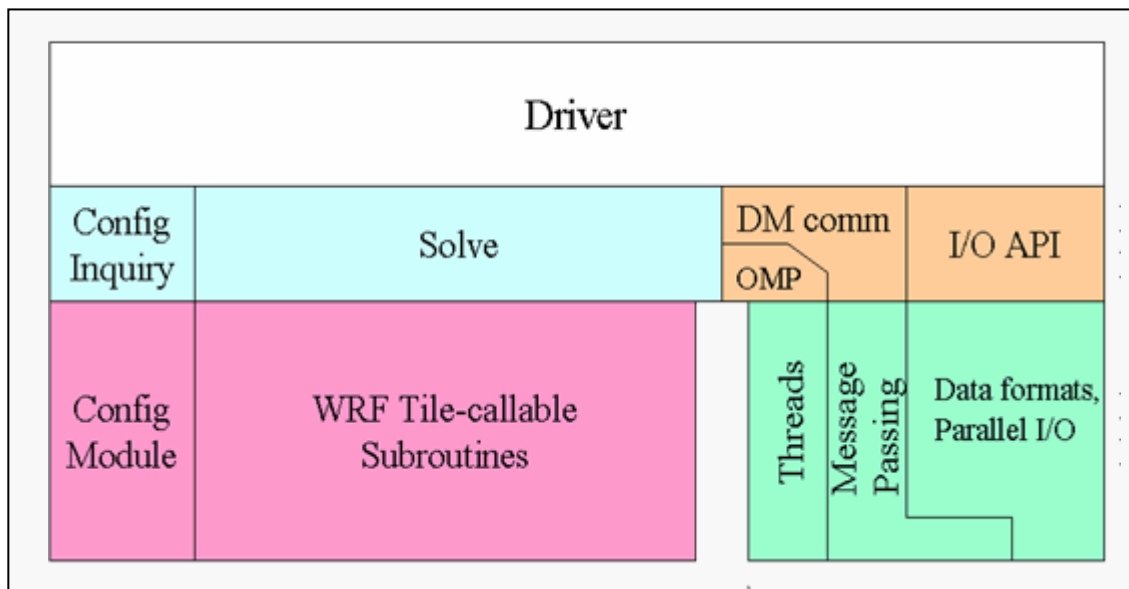 Driver
Config
Inquiry
Solve
DM comm
OMP
I/O API
Config
Module
WRF Tile-callable
Subroutines
Threads
Message
Passing
Data formats,
Parallel I/O